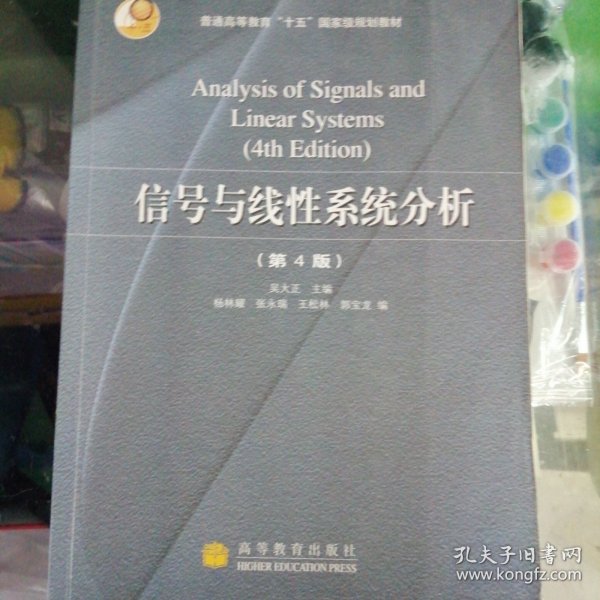 普通高等教育“十五”国家级规划教材
Analysis of Signals and
Linear Systems
(4th Edition)
信号与线性系统分析
（第 4 版）
吴大正 主编
杨林耀 张永瑞 王松林 郭宝龙 编
高等教育出版社
HIGHER EDUCATION PRESS
孔夫子旧书网
www.kongfz.com